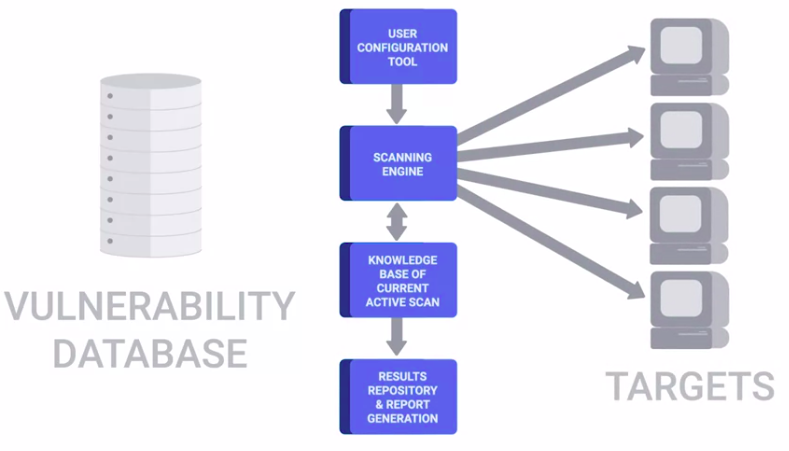 USER
CONFIGURATION
TOOL
SCANNING
ENGINE
KNOWLEDGE
BASE OF
CURRENT
ACTIVE SCAN
RESULTS
REPOSITORY
& REPORT
GENERATION
VULNERABILITY
DATABASE
TARGETS